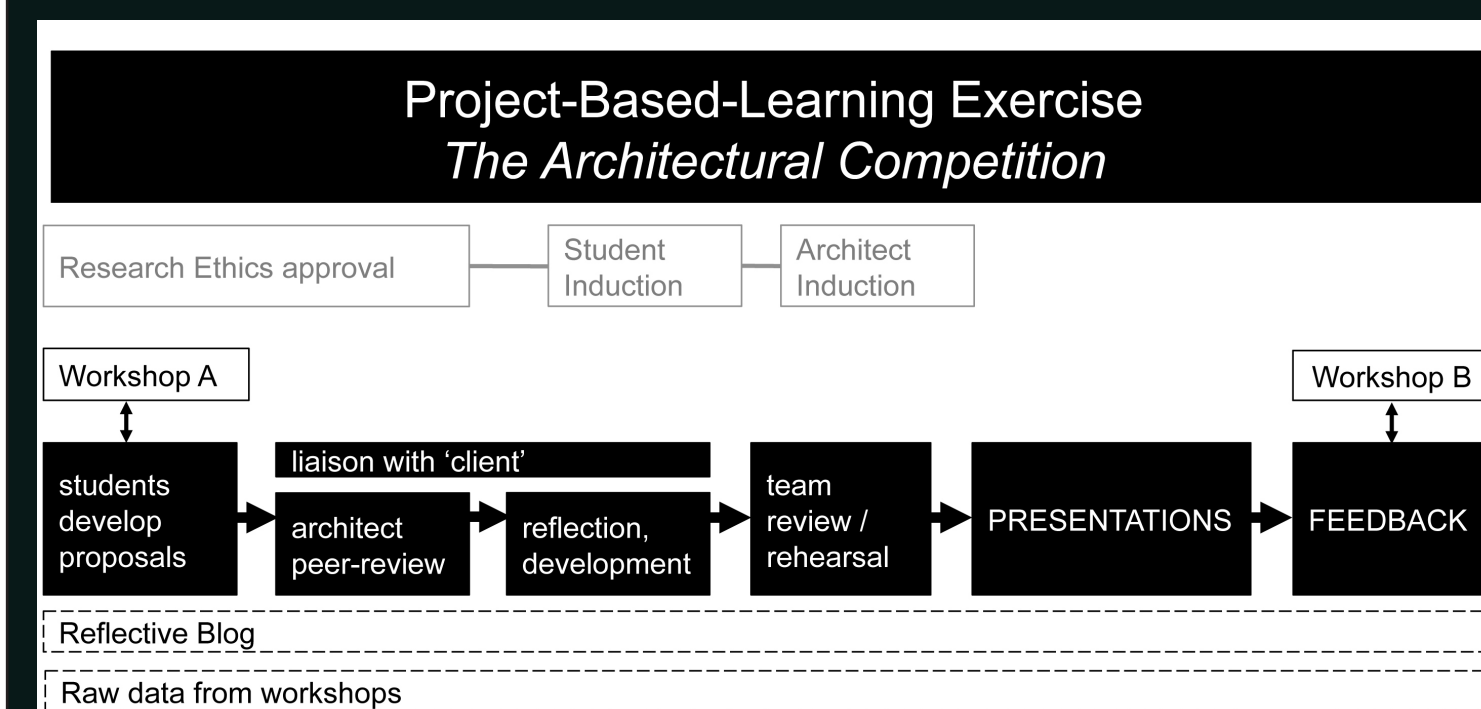 Project-Based-Learning Exercise
The Architectural Competition
Research Ethics approval
Student
Induction
Architect
Induction
Workshop A
Workshop B
students
develop
proposals
liaison with ‘client’
architect
peer-review
reflection,
development
team
review /
rehearsal
PRESENTATIONS
FEEDBACK
Reflective Blog
Raw data from workshops